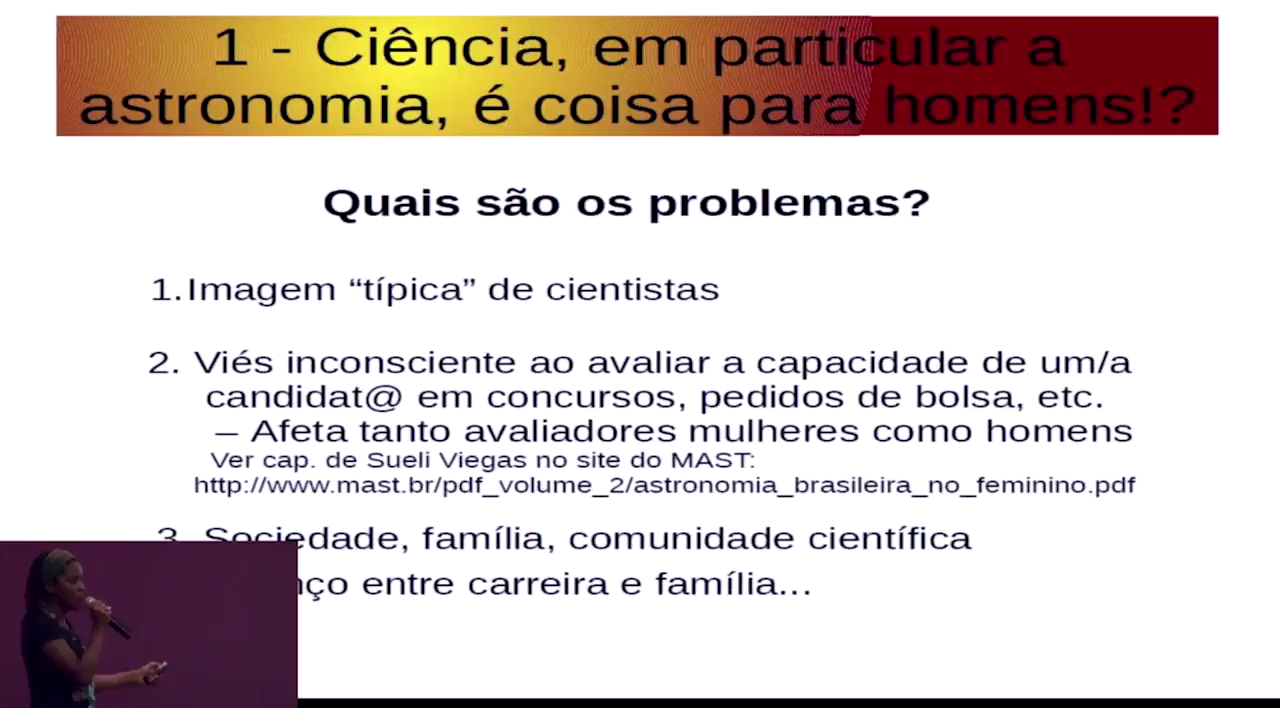 1 - Ciência, em particular a
astronomia, é coisa para homens!?
Quais são os problemas?
1.Imagem “típica” de cientistas
2. Viés inconsciente ao avaliar a capacidade de um/a
candidat@ em concursos, pedidos de bolsa, etc.
– Afeta tanto avaliadores mulheres como homens
Ver cap. de Sueli Viegas no site do MAST:
http://www.mast.br/pdf_volume_2/astronomia_brasileira_no_feminino.pdf
3. Sociedade, família, comunidade científica
entre carreira e família...